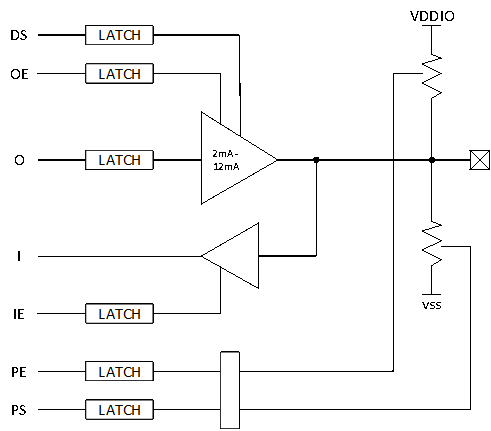 VDDIO
DS LATCH
OE LATCH
O LATCH
2mA-
12mA
I
IE LATCH
VSS
PE LATCH
PS LATCH